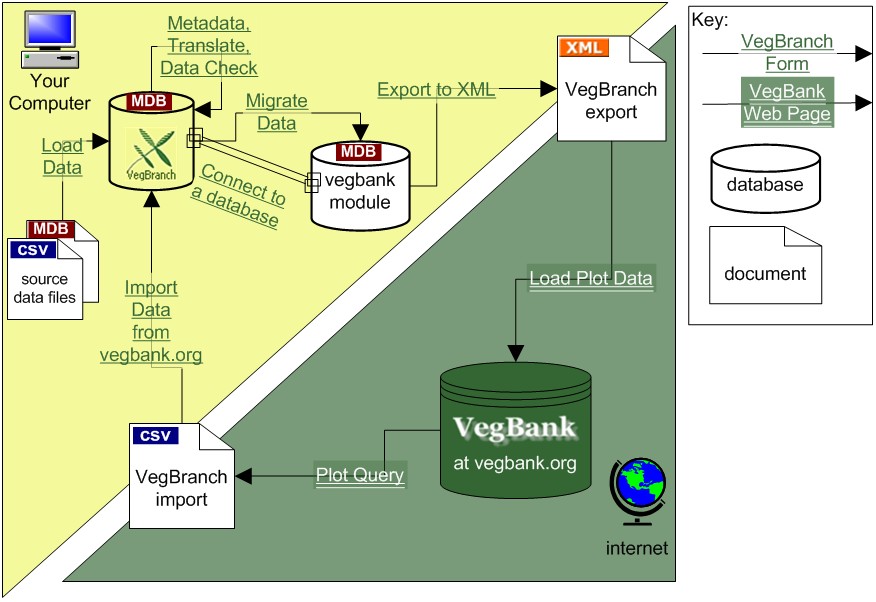 Your
Computer
Metadata,
Translate,
Data Check
MDB
VegBranch
Load
Data
Migrate
Data
MDB
vegbank
module
Connect to
a database
Export to XML
XML
VegBranch
export
MDB
CSV
source
data files
Import
Data
from
vegbank.org
Load Plot Data
VegBank
at vegbank.org
Plot Query
CSV
VegBranch
import
internet
Key:
VegBranch
Form
VegBank
Web Page
database
document